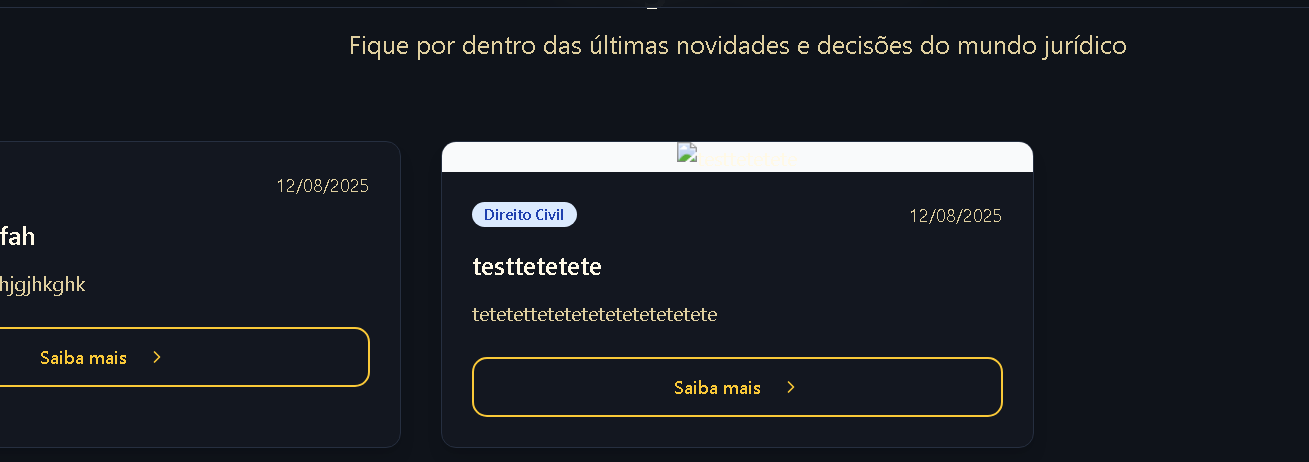 Fique por dentro das últimas novidades e decisões do mundo jurídico
12/08/2025
fah
hjgjhkghk
Saiba mais
Direito Civil
12/08/2025
testtetetete
tetetettetetetetetetetetetete
Saiba mais